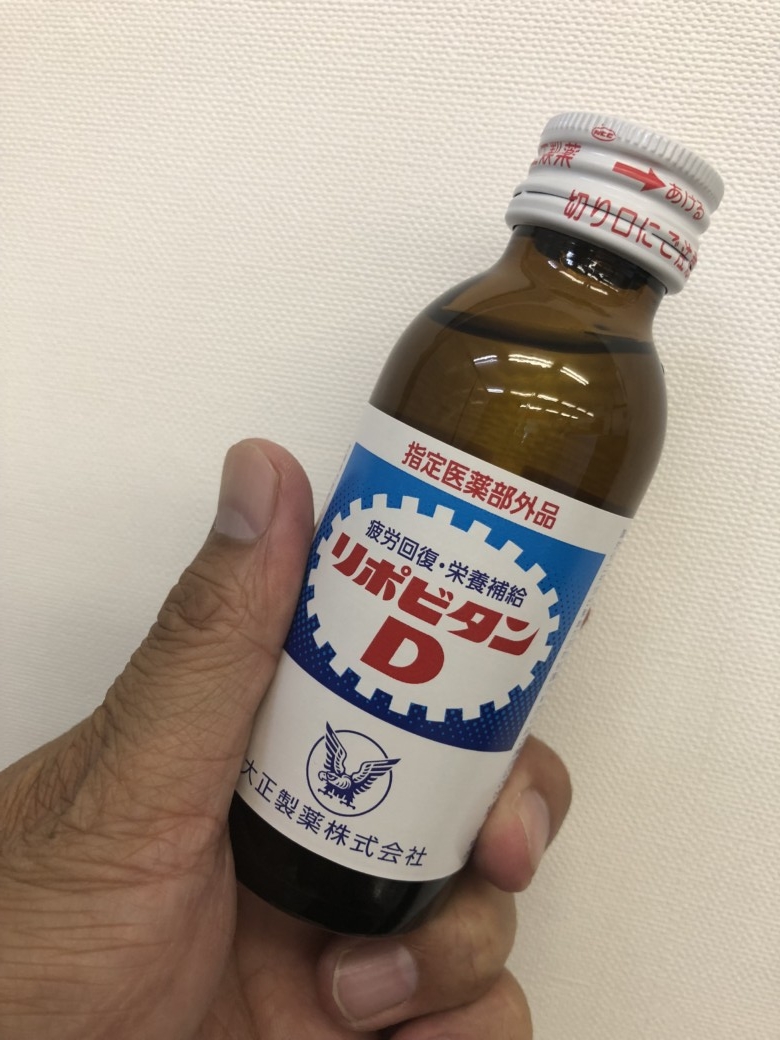 製薬
あける
切り口にご注意
指定医薬部外品
疲労回復・栄養補給
リポビタン
D
大正製薬株式会社